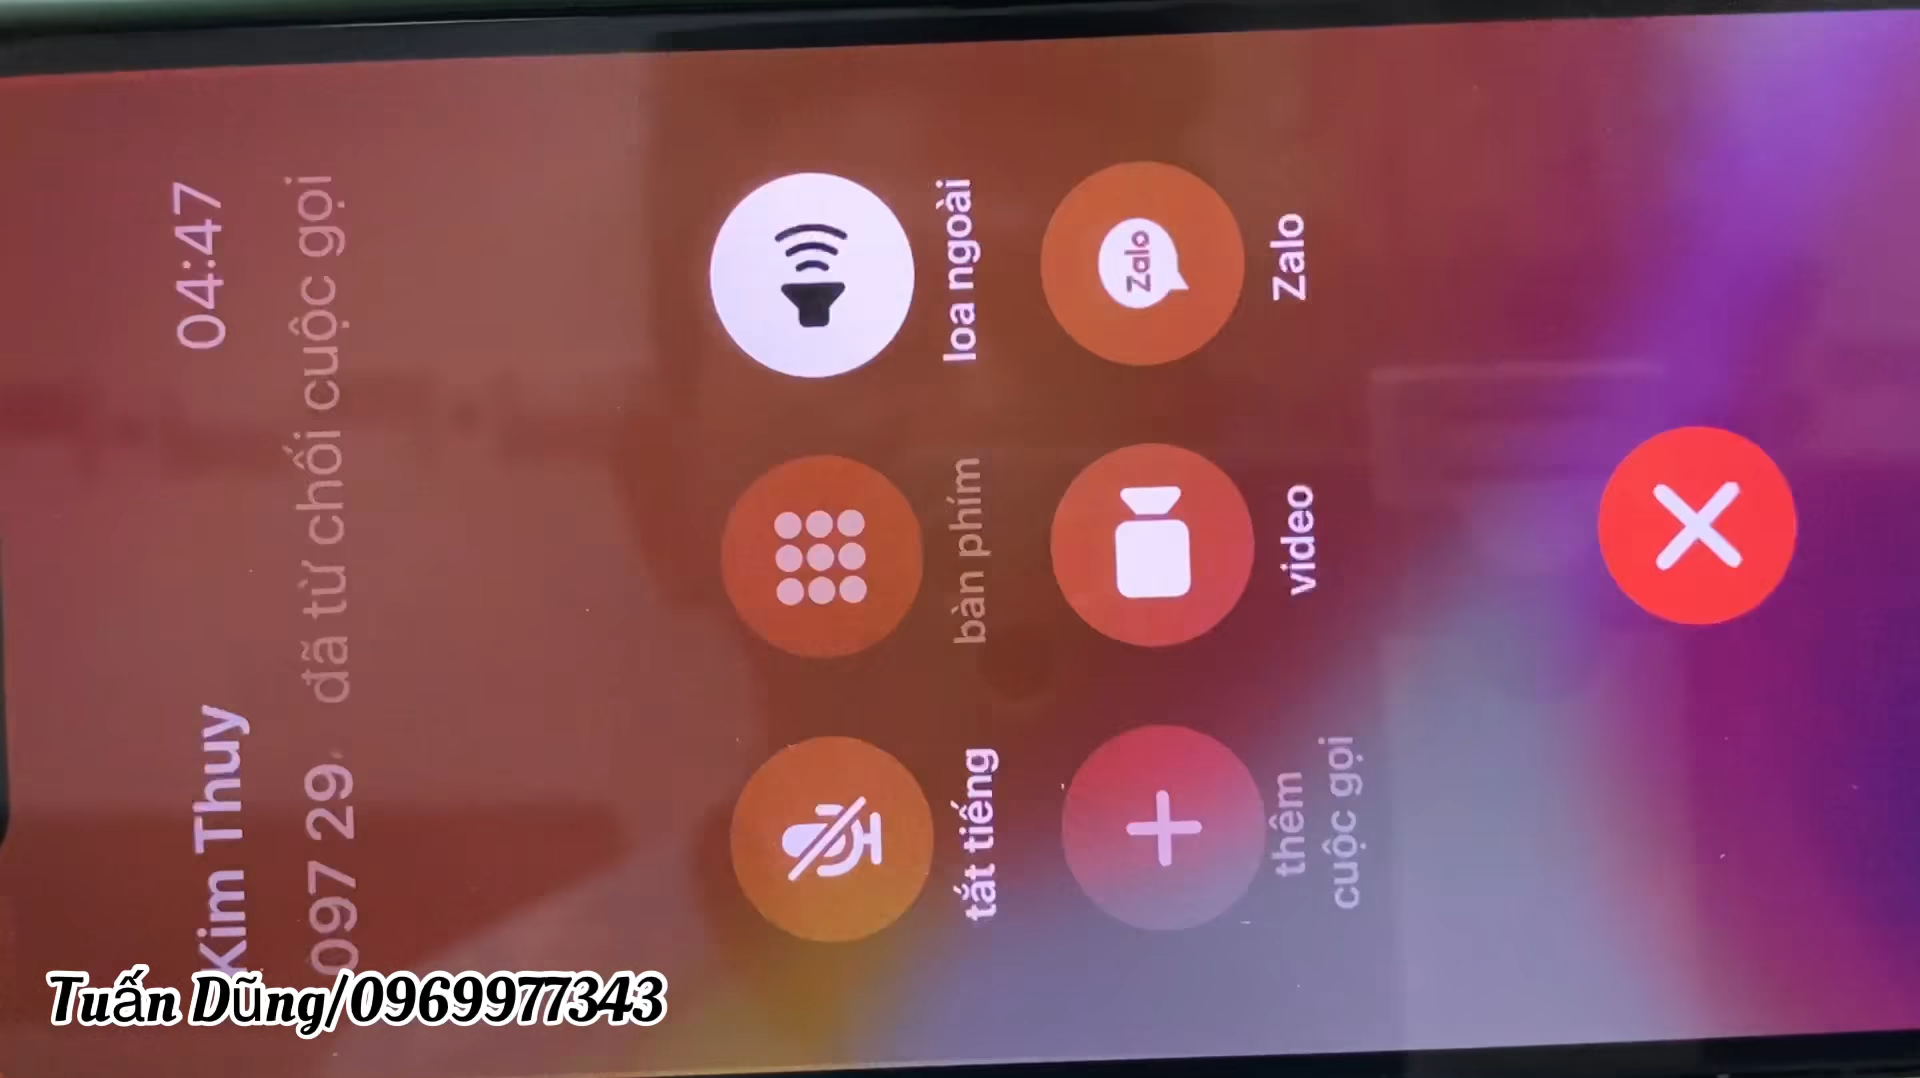 Kim Thuy 04:47
097 29. đã từ chối cuộc gọi
tắt tiếng bàn phím loa ngoài
thêm cuộc gọi video Zalo
Zalo
Tuấn Dũng/0969977343